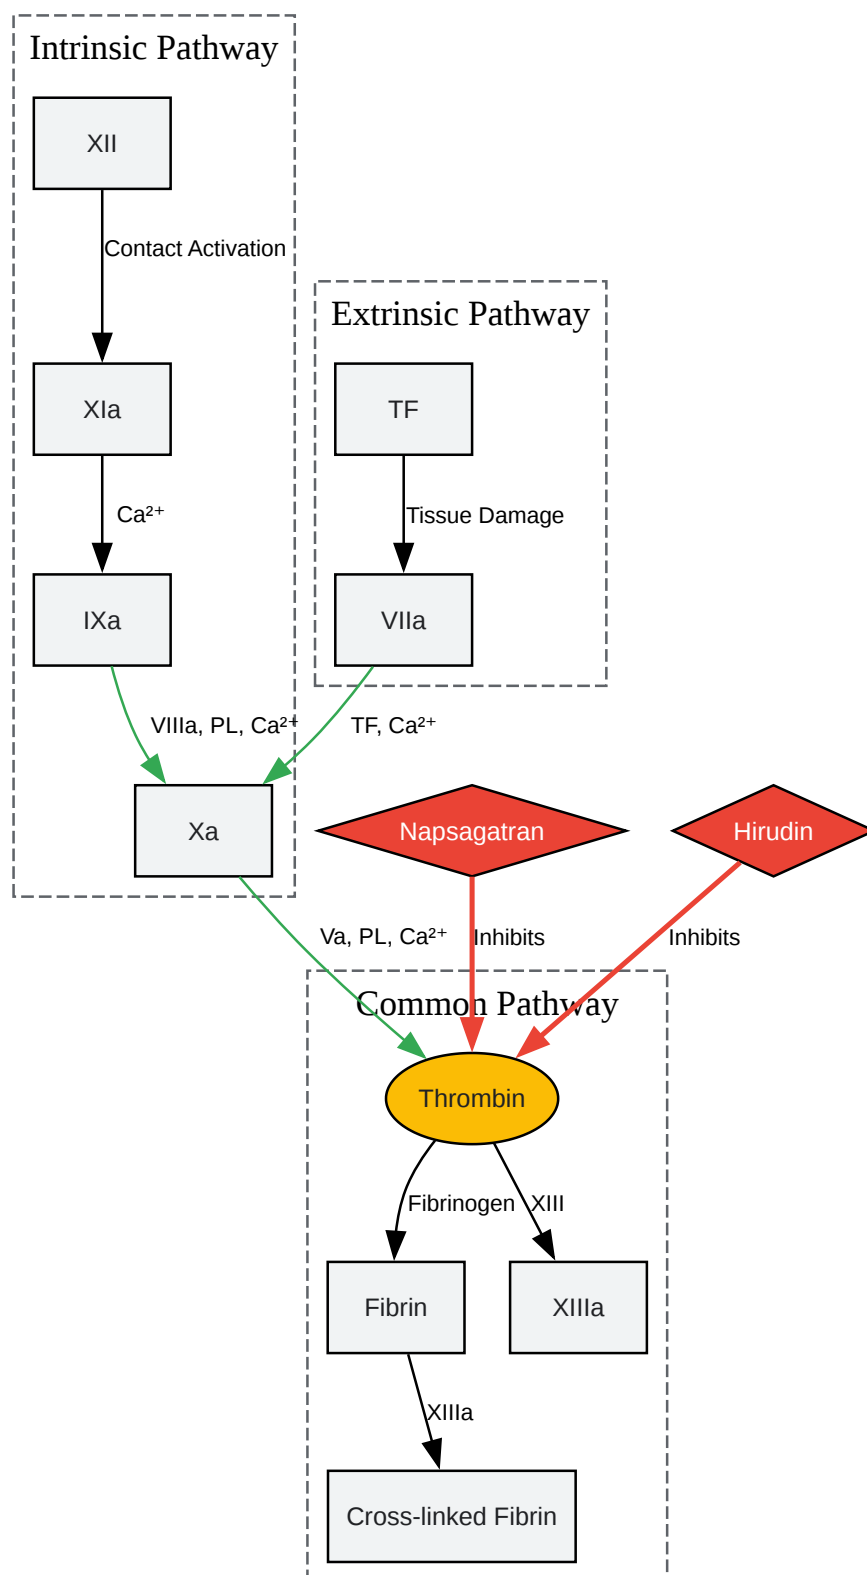 Intrinsic Pathway
XII
Contact Activation
Extrinsic Pathway
XIa
TF
Ca²⁺
Tissue Damage
IXa
VIIa
VIIIa, PL, Ca²⁺
TF, Ca²⁺
Xa
Napsagatran
Hirudin
Va, PL, Ca²⁺
Inhibits
Inhibits
Common Pathway
Thrombin
Fibrinogen
XIII
Fibrin
XIIIa
XIIIa
Cross-linked Fibrin